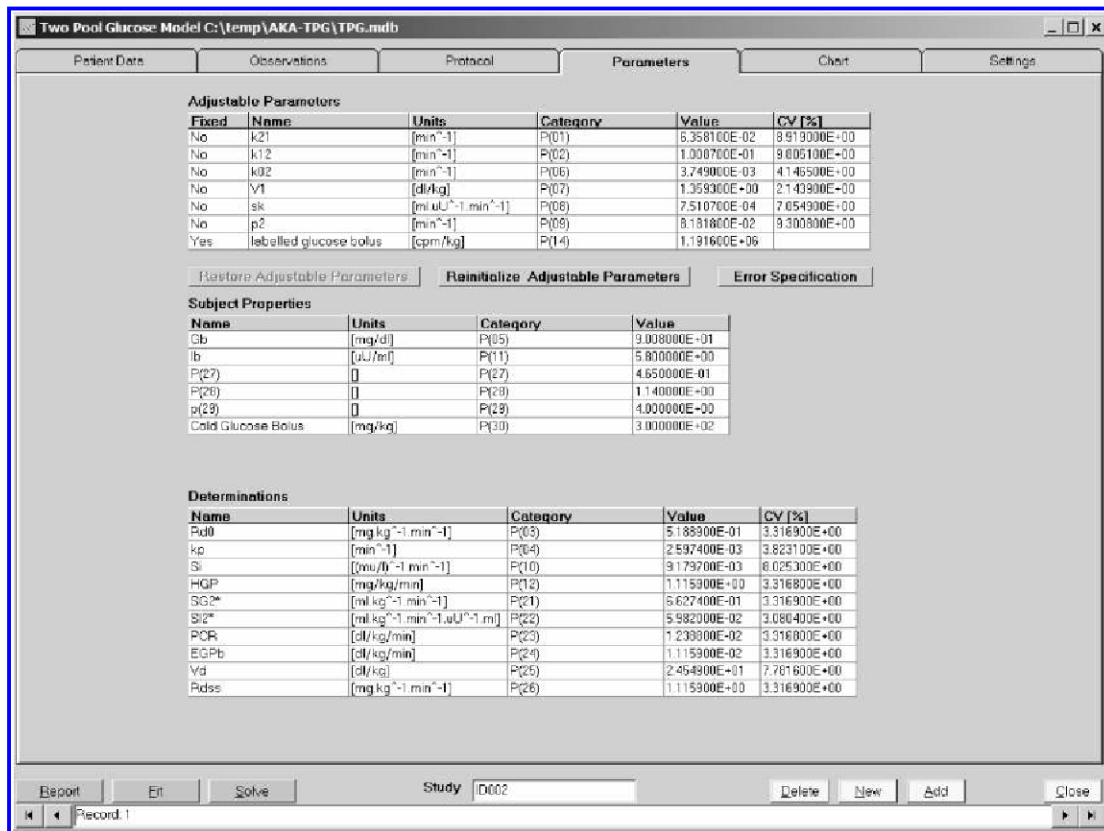 Two Pool Glucose Model C:\temp\AKA-TPG\TPG.mdb
Patient Data Observations Protocol Parameters Chart Settings
Adjustable Parameters
Fixed Name Units Category Value CV [%]
No k21 [min^-1] P(01) 6.358100E-02 8.919000E+00
No k12 [min^-1] P(02) 1.008700E-01 9.805100E+00
No k02 [min^-1] P(06) 3.749000E-03 4.146500E+00
No V1 [dl/kg] P(07) 1.359300E+00 2.143900E+00
No sk [ml.uU^-1.min^-1] P(08) 7.510700E-04 7.054900E+00
No p2 [min^-1] P(09) 8.181800E-02 9.300800E+00
Yes labelled glucose bolus [cpm/kg] P(14) 1.191600E+06
Restore Adjustable Parameters Reinitialize Adjustable Parameters Error Specification
Subject Properties
Name Units Category Value
Gb [mg/dl] P(05) 9.008000E+01
Ib [uU/ml] P(11) 5.800000E+00
P(27) [] P(27) 4.650000E-01
P(28) [] P(28) 1.140000E+00
p(29) [] P(29) 4.000000E+00
Cold Glucose Bolus [mg/kg] P(30) 3.000000E+02
Determinations
Name Units Category Value CV [%]
Rd0 [mg.kg^-1.min^-1] P(03) 5.188900E-01 3.316900E+00
kp [min^-1] P(04) 2.597400E-03 3.823100E+00
Si [(mu/l)^-1.min^-1] P(10) 9.179700E-03 8.025300E+00
HGP [mg/kg/min] P(12) 1.115900E+00 3.316800E+00
SG2* [ml.kg^-1.min^-1] P(21) 6.627400E-01 3.316900E+00
SI2* [ml.kg^-1.min^-1.uU^-1.ml] P(22) 5.982000E-02 3.080400E+00
PCR [dl/kg/min] P(23) 1.238800E-02 3.316800E+00
EGPb [dl/kg/min] P(24) 1.115900E-02 3.316900E+00
Vd [dl/kg] P(25) 2.454900E+01 7.781600E+00
Rdss [mg.kg^-1.min^-1] P(26) 1.115900E+00 3.316900E+00
Report Fit Solve Study ID002 Delete New Add Close
Record: 1